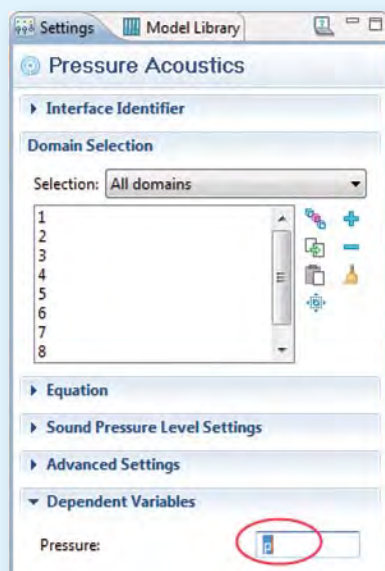 Settings Model Library
Pressure Acoustics
Interface Identifier
Domain Selection
Selection: All domains
1
2
3
4
5
6
7
8
Equation
Sound Pressure Level Settings
Advanced Settings
Dependent Variables
Pressure: p